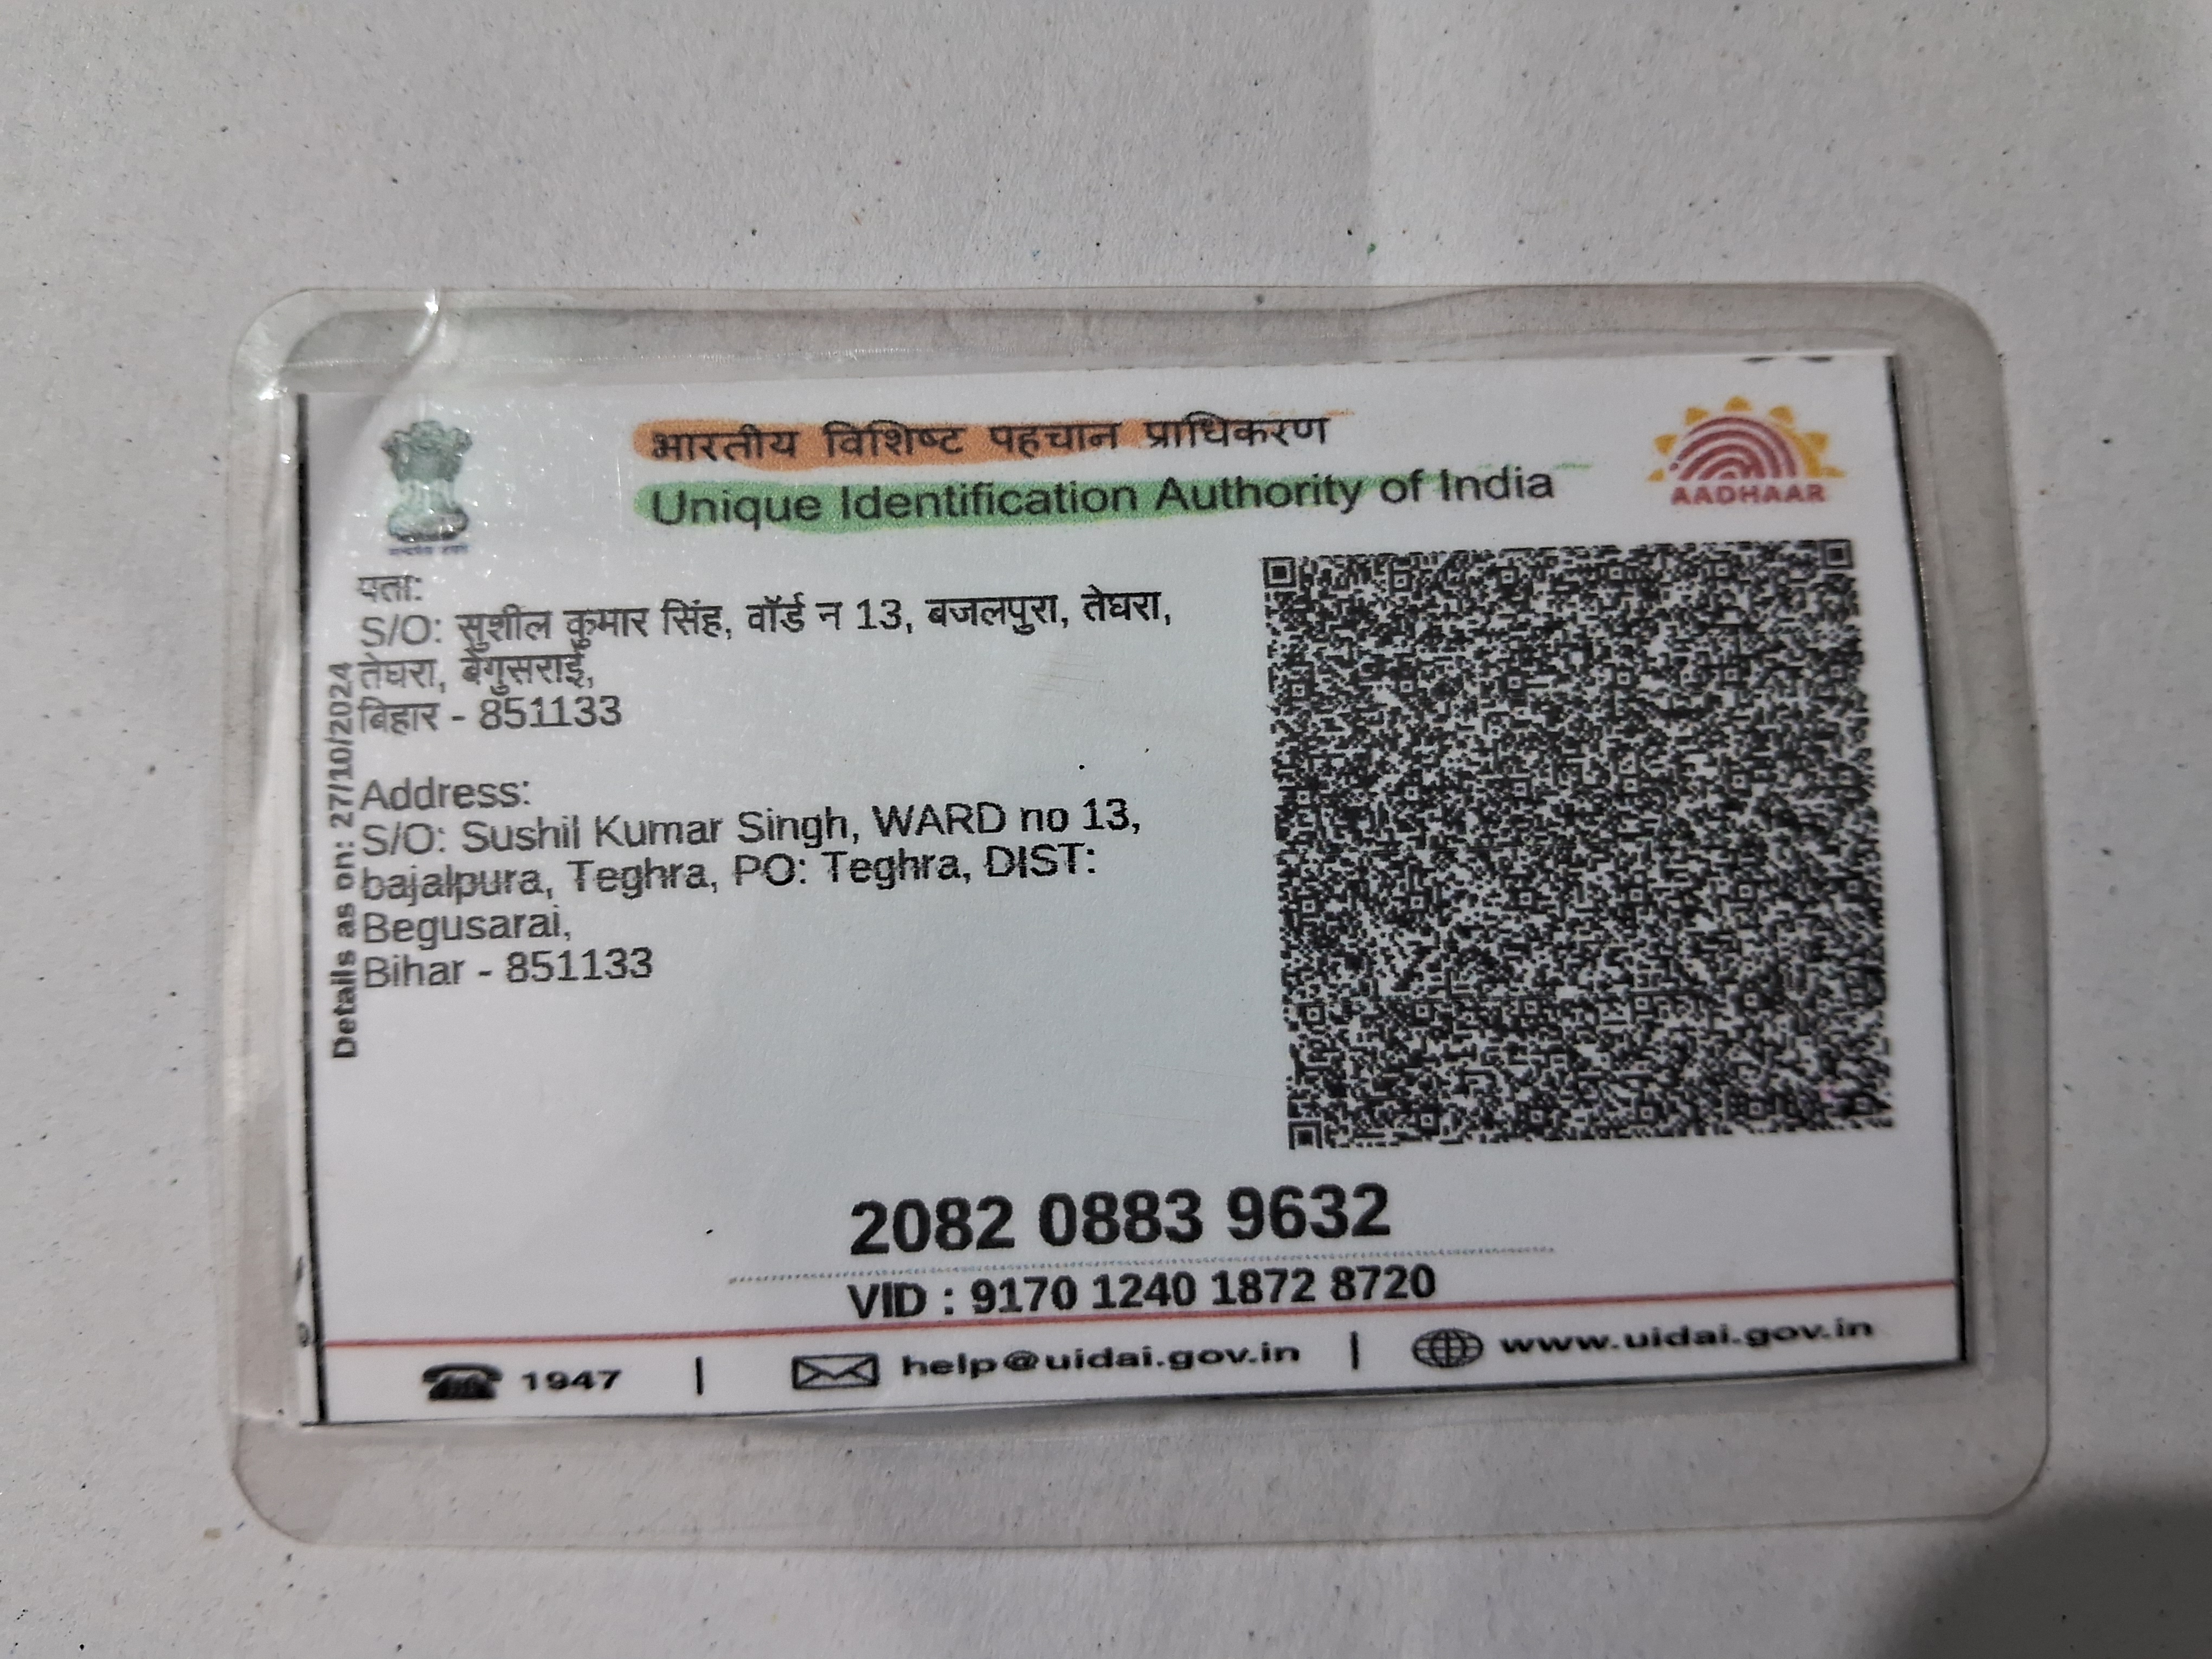 भारतीय विशिष्ट पहचान प्राधिकरण
Unique Identification Authority of India
AADHAAR
पता:
S/O: सुशील कुमार सिंह, वॉर्ड न 13, बजलपुरा, तेघरा,
तेघरा, बेगुसराई,
बिहार - 851133
Address:
S/O: Sushil Kumar Singh, WARD no 13,
bajalpura, Teghra, PO: Teghra, DIST:
Begusarai,
Bihar - 851133
Details as on: 27/10/2024
2082 0883 9632
VID : 9170 1240 1872 8720
1947 | help@uidai.gov.in | www.uidai.gov.in